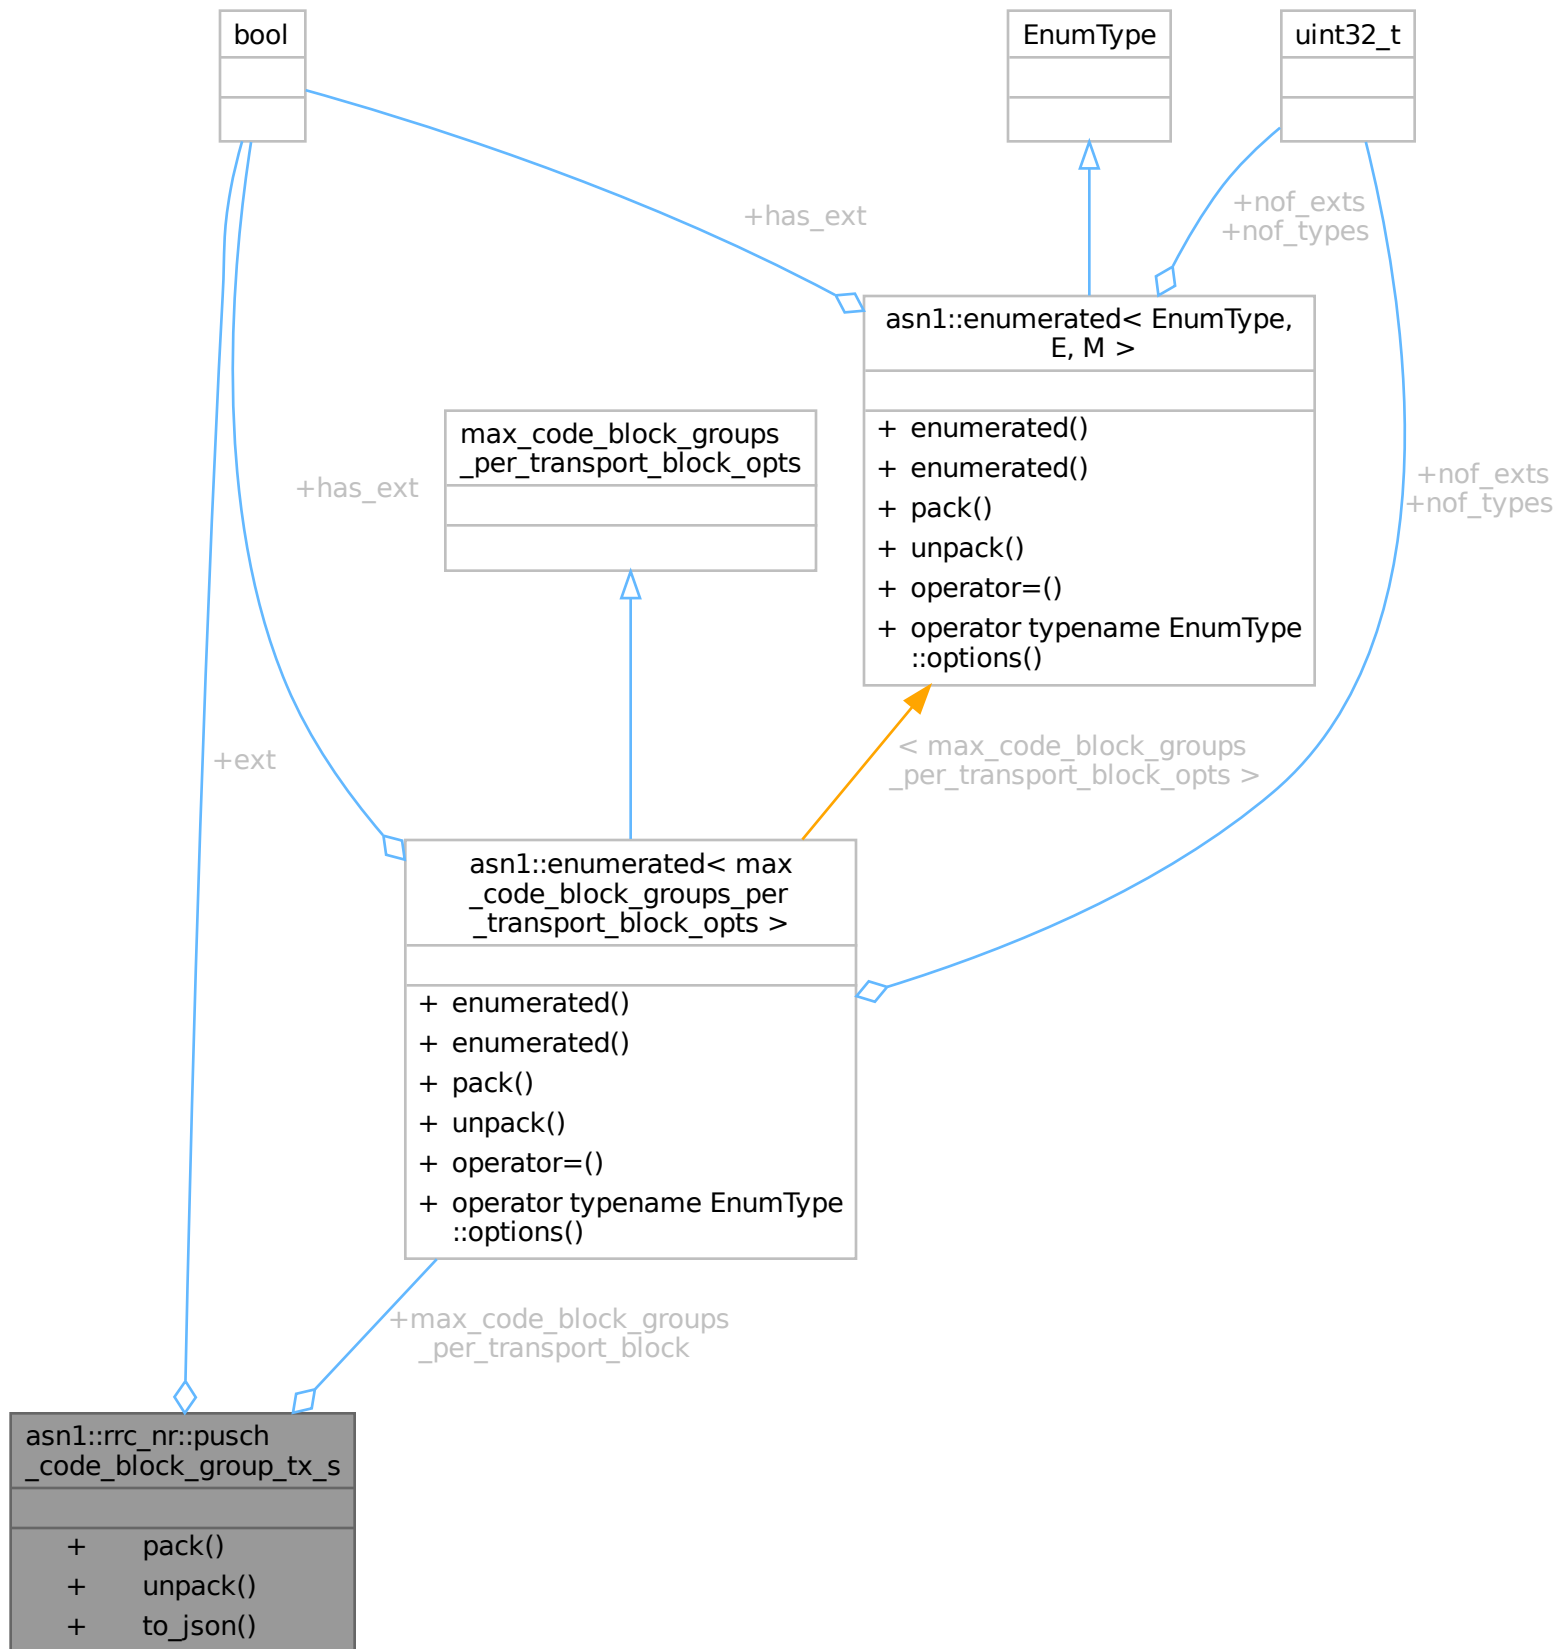 bool
EnumType
uint32_t
+has_ext
+nof_exts
+nof_types
asn1::enumerated< EnumType,
E, M >
+ enumerated()
+ enumerated()
+ pack()
+ unpack()
+ operator=()
+ operator typename EnumType
::options()
max_code_block_groups
_per_transport_block_opts
+has_ext
+nof_exts
+nof_types
+ext
< max_code_block_groups
_per_transport_block_opts >
asn1::enumerated< max
_code_block_groups_per
_transport_block_opts >
+ enumerated()
+ enumerated()
+ pack()
+ unpack()
+ operator=()
+ operator typename EnumType
::options()
+max_code_block_groups
_per_transport_block
asn1::rrc_nr::pusch
_code_block_group_tx_s
+ pack()
+ unpack()
+ to_json()